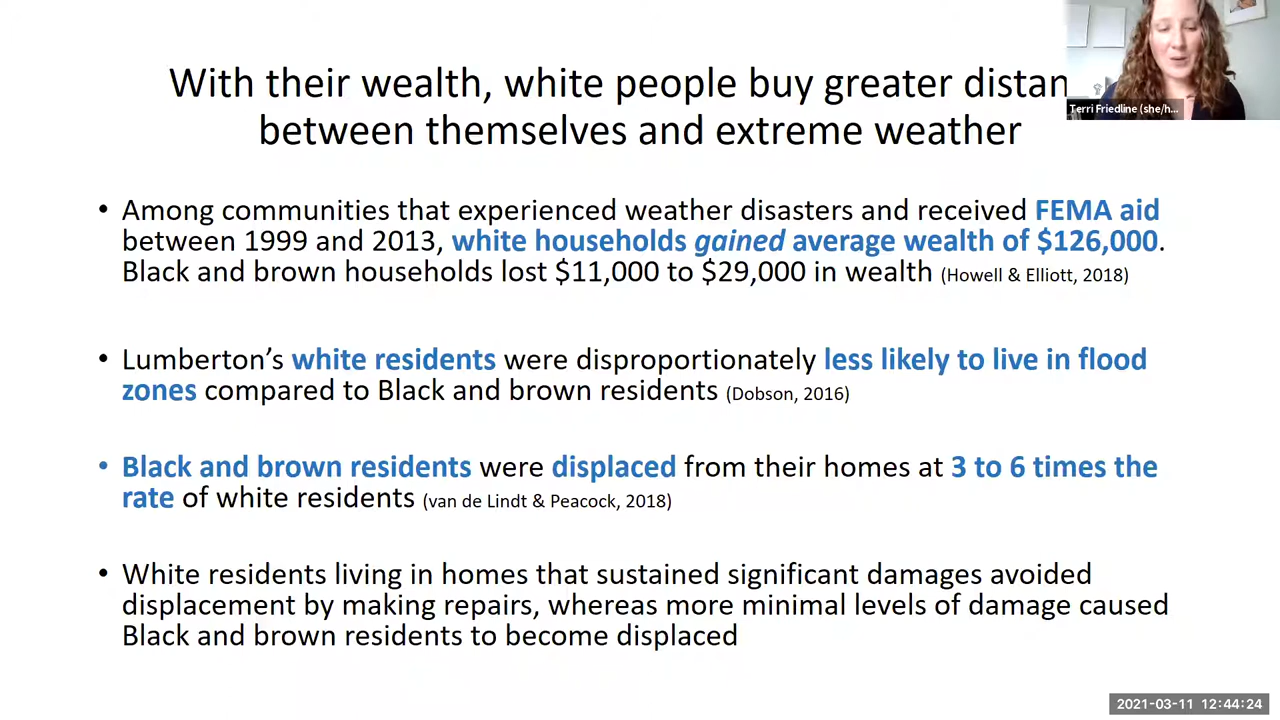 With their wealth, white people buy greater distan
between themselves and extreme weather
Terri Friedline (she/h...
• Among communities that experienced weather disasters and received FEMA aid
between 1999 and 2013, white households gained average wealth of $126,000.
Black and brown households lost $11,000 to $29,000 in wealth (Howell & Elliott, 2018)
• Lumberton’s white residents were disproportionately less likely to live in flood
zones compared to Black and brown residents (Dobson, 2016)
• Black and brown residents were displaced from their homes at 3 to 6 times the
rate of white residents (van de Lindt & Peacock, 2018)
• White residents living in homes that sustained significant damages avoided
displacement by making repairs, whereas more minimal levels of damage caused
Black and brown residents to become displaced
2021-03-11 12:44:24